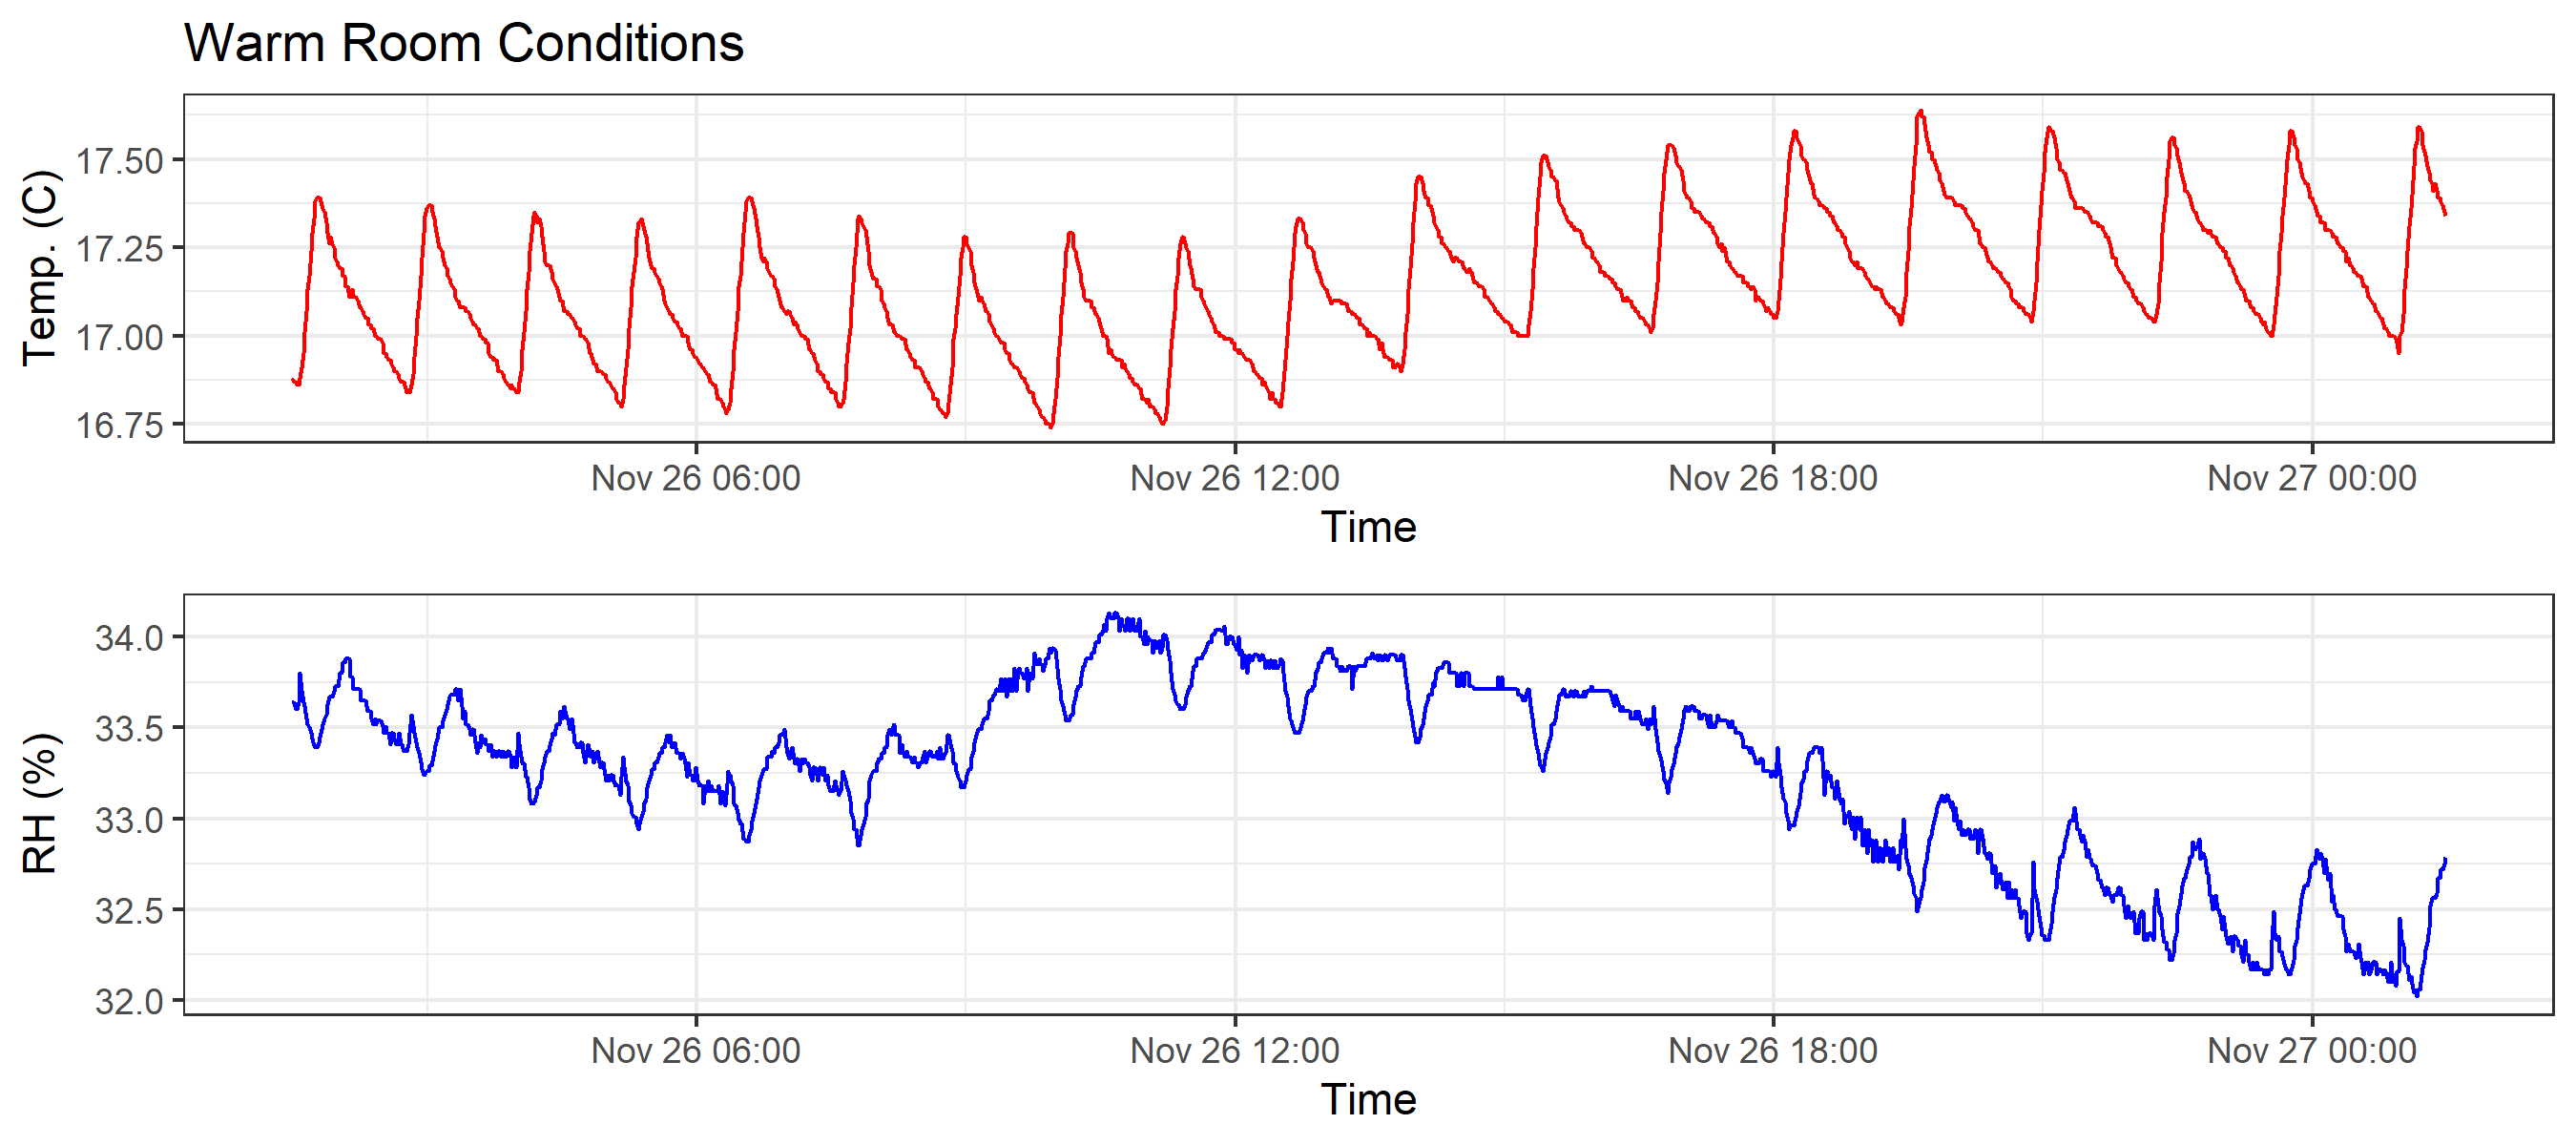 Warm Room Conditions
Temp. (C)
17.50
17.25
17.00
16.75
Nov 26 06:00 Nov 26 12:00 Nov 26 18:00 Nov 27 00:00
Time
RH (%)
34.0
33.5
33.0
32.5
32.0
Nov 26 06:00 Nov 26 12:00 Nov 26 18:00 Nov 27 00:00
Time